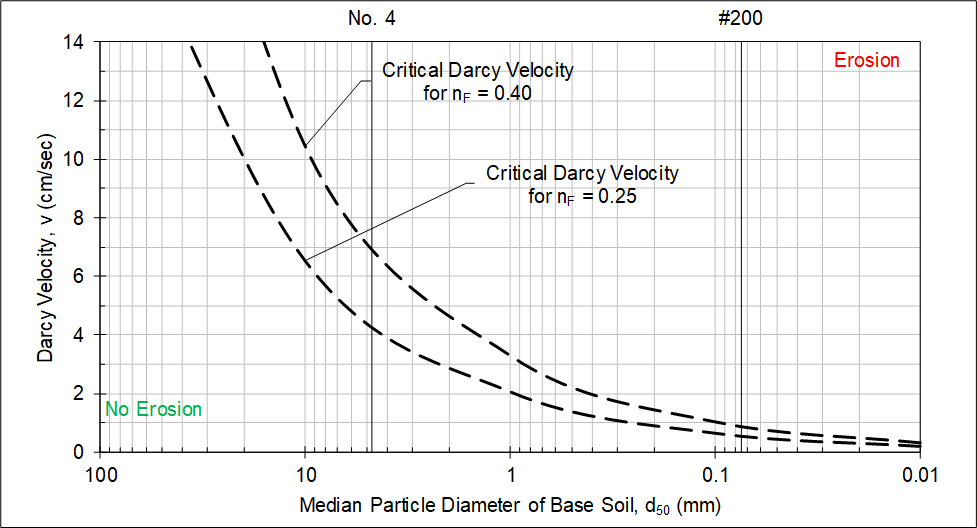 No. 4
#200
14
12
10
8
6
4
2
0
Darcy Velocity, v (cm/sec)
Erosion
Critical Darcy Velocity
for nF = 0.40
Critical Darcy Velocity
for nF = 0.25
No Erosion
100
10
1
0.1
0.01
Median Particle Diameter of Base Soil, d50 (mm)